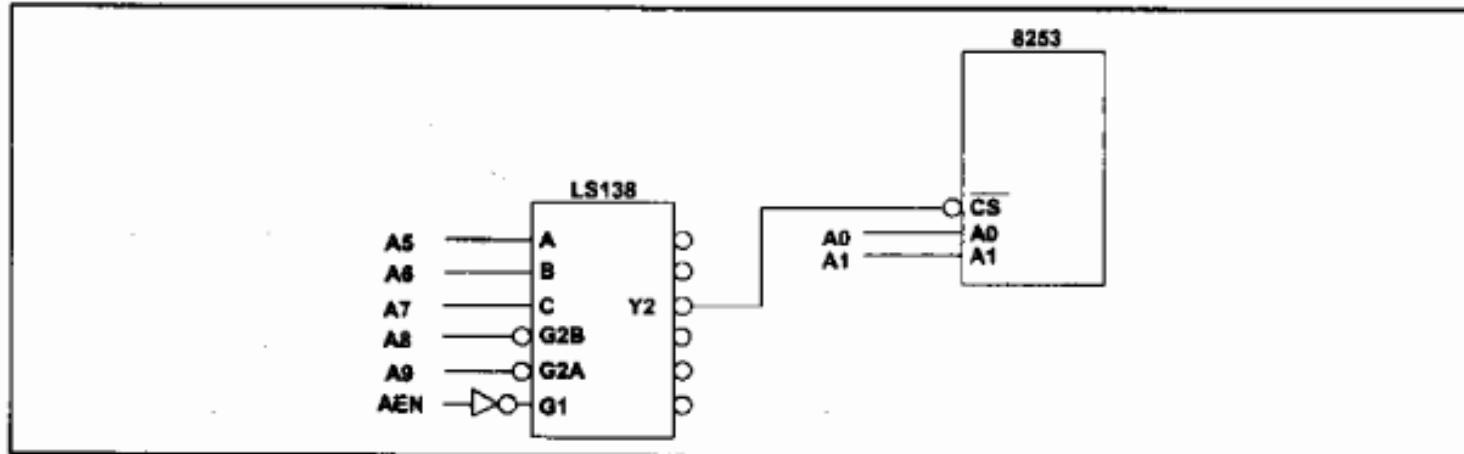 8253
LS138
CS
A0 A0
A1 A1
A5 A
A6 B
A7 C Y2
A8 G2B
A9 G2A
AEN G1